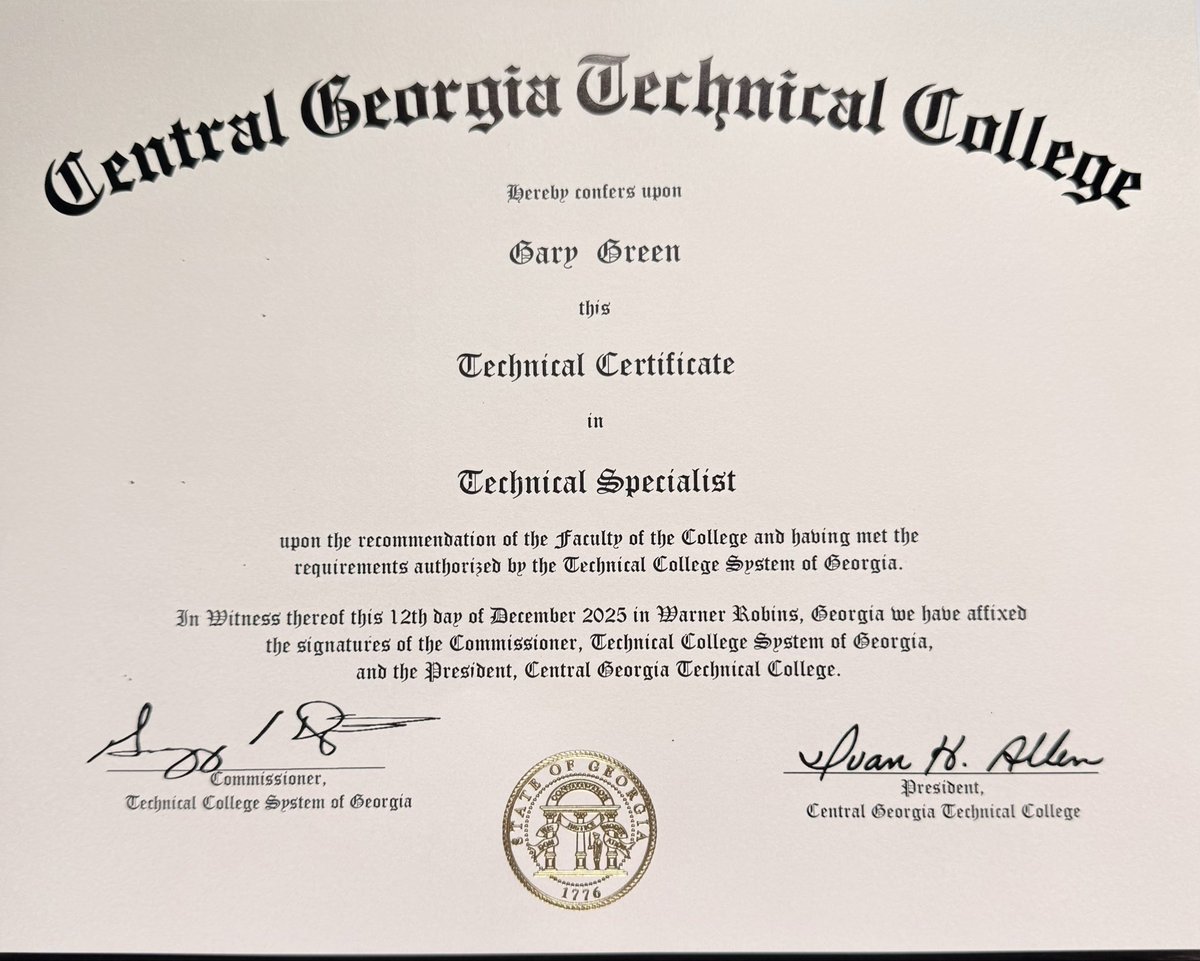 Central Georgia Technical College
Hereby confers upon
Gary Green
this
Technical Certificate
in
Technical Specialist
upon the recommendation of the Faculty of the College and having met the
requirements authorized by the Technical College System of Georgia.
In Witness thereof this 12th day of December 2025 in Warner Robins, Georgia we have affixed
the signatures of the Commissioner, Technical College System of Georgia,
and the President, Central Georgia Technical College.
Commissioner,
Technical College System of Georgia
Ivan H. Allen
President,
Central Georgia Technical College
STATE OF GEORGIA
CONSTITUTION
JUSTICE
1776